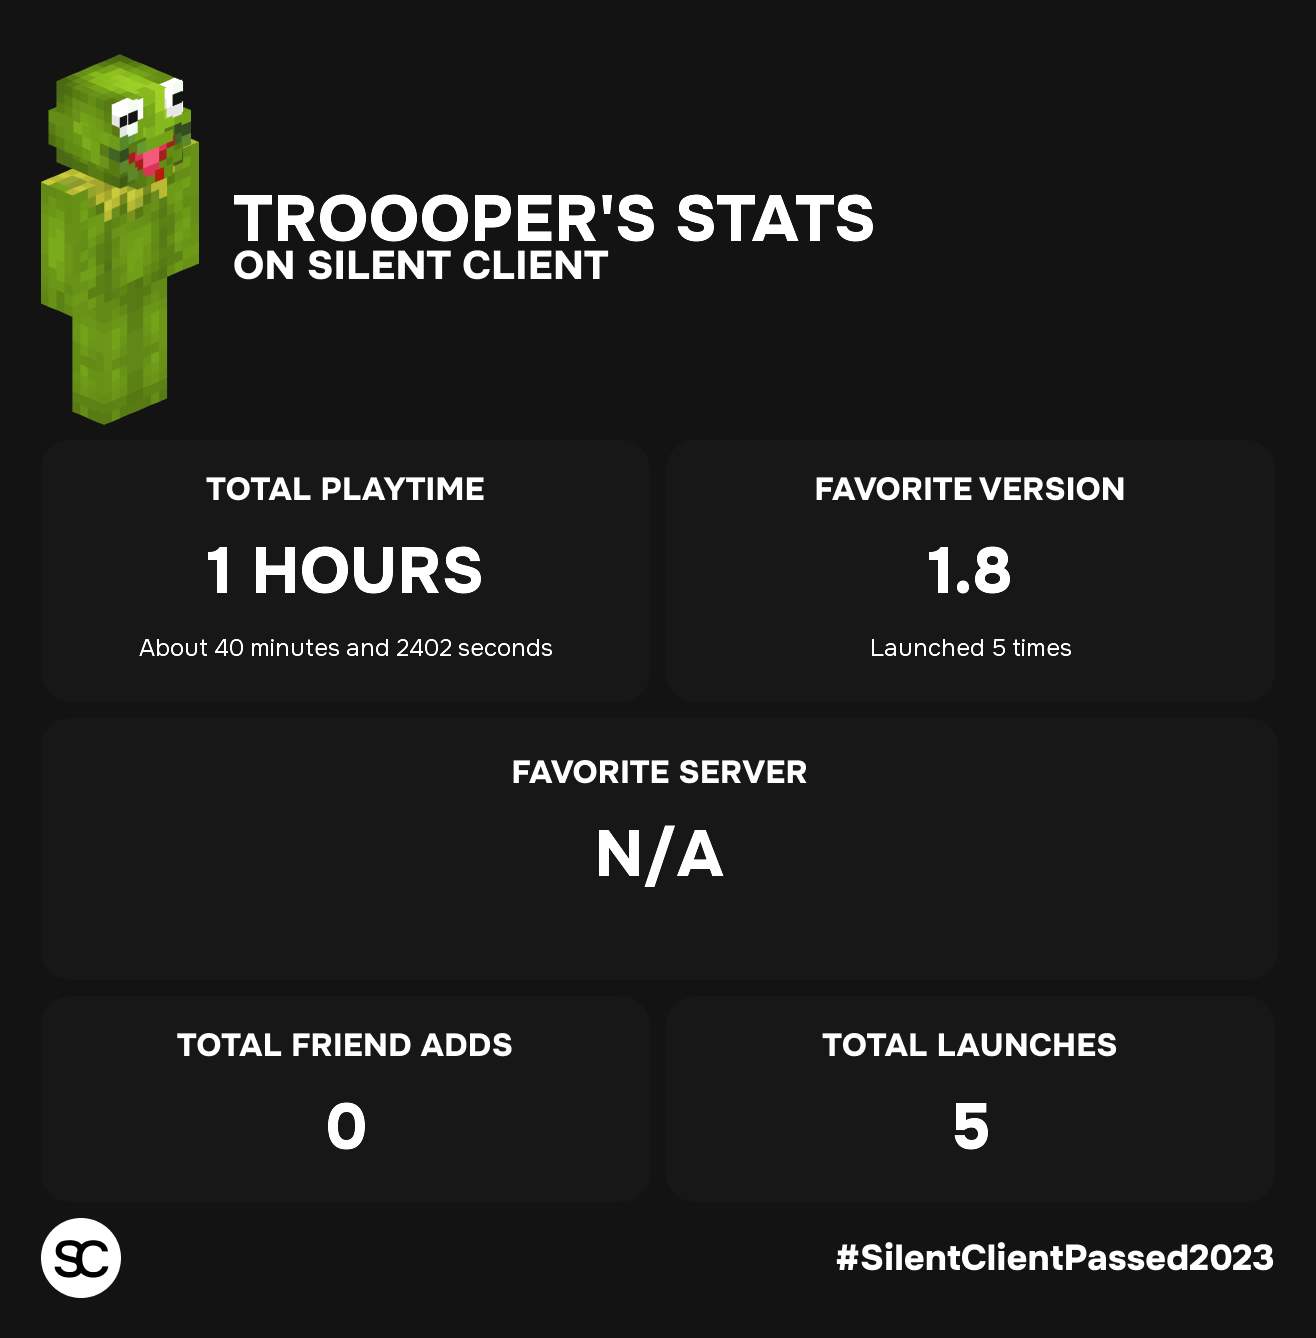 TROOOPER'S STATS
ON SILENT CLIENT
TOTAL PLAYTIME
1 HOURS
About 40 minutes and 2402 seconds
FAVORITE VERSION
1.8
Launched 5 times
FAVORITE SERVER
N/A
TOTAL FRIEND ADDS
0
TOTAL LAUNCHES
5
SC
#SilentClientPassed2023